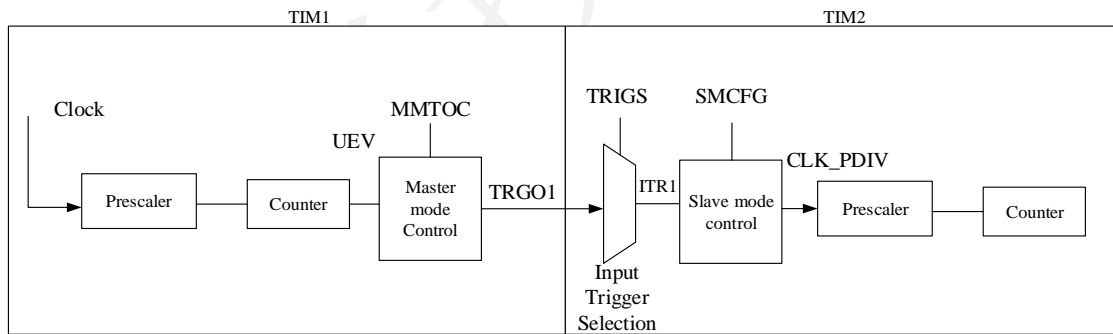 TIM1
TIM2
Clock
MMTOC
UEV
TRIGS
SMCFG
CLK_PDIV
Prescaler
Counter
Master
mode
Control
TRGO1
ITR1
Slave mode
control
Prescaler
Counter
Input
Trigger
Selection